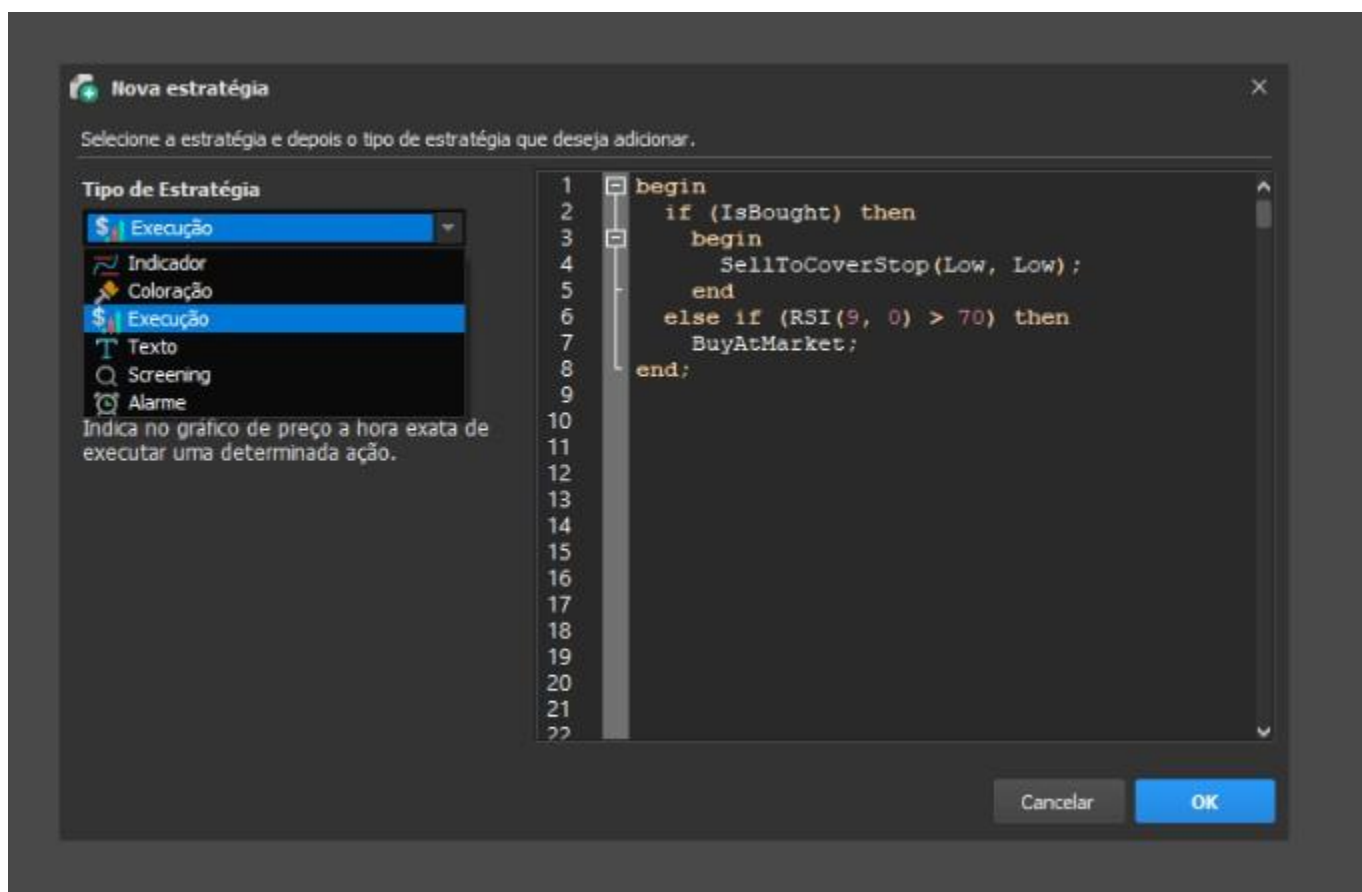 Nova estratégia
Selecione a estratégia e depois o tipo de estratégia que deseja adicionar.
Tipo de Estratégia
Execução
Indicador
Coloração
Execução
Texto
Screening
Alarme
Indica no gráfico de preço a hora exata de
executar uma determinada ação.
1 begin
2 if (IsBought) then
3 begin
4 SellToCoverStop(Low, Low);
5 end
6 else if (RSI(9, 0) > 70) then
7 BuyAtMarket;
8 end;
9
10
11
12
13
14
15
16
17
18
19
20
21
22
Cancelar
OK